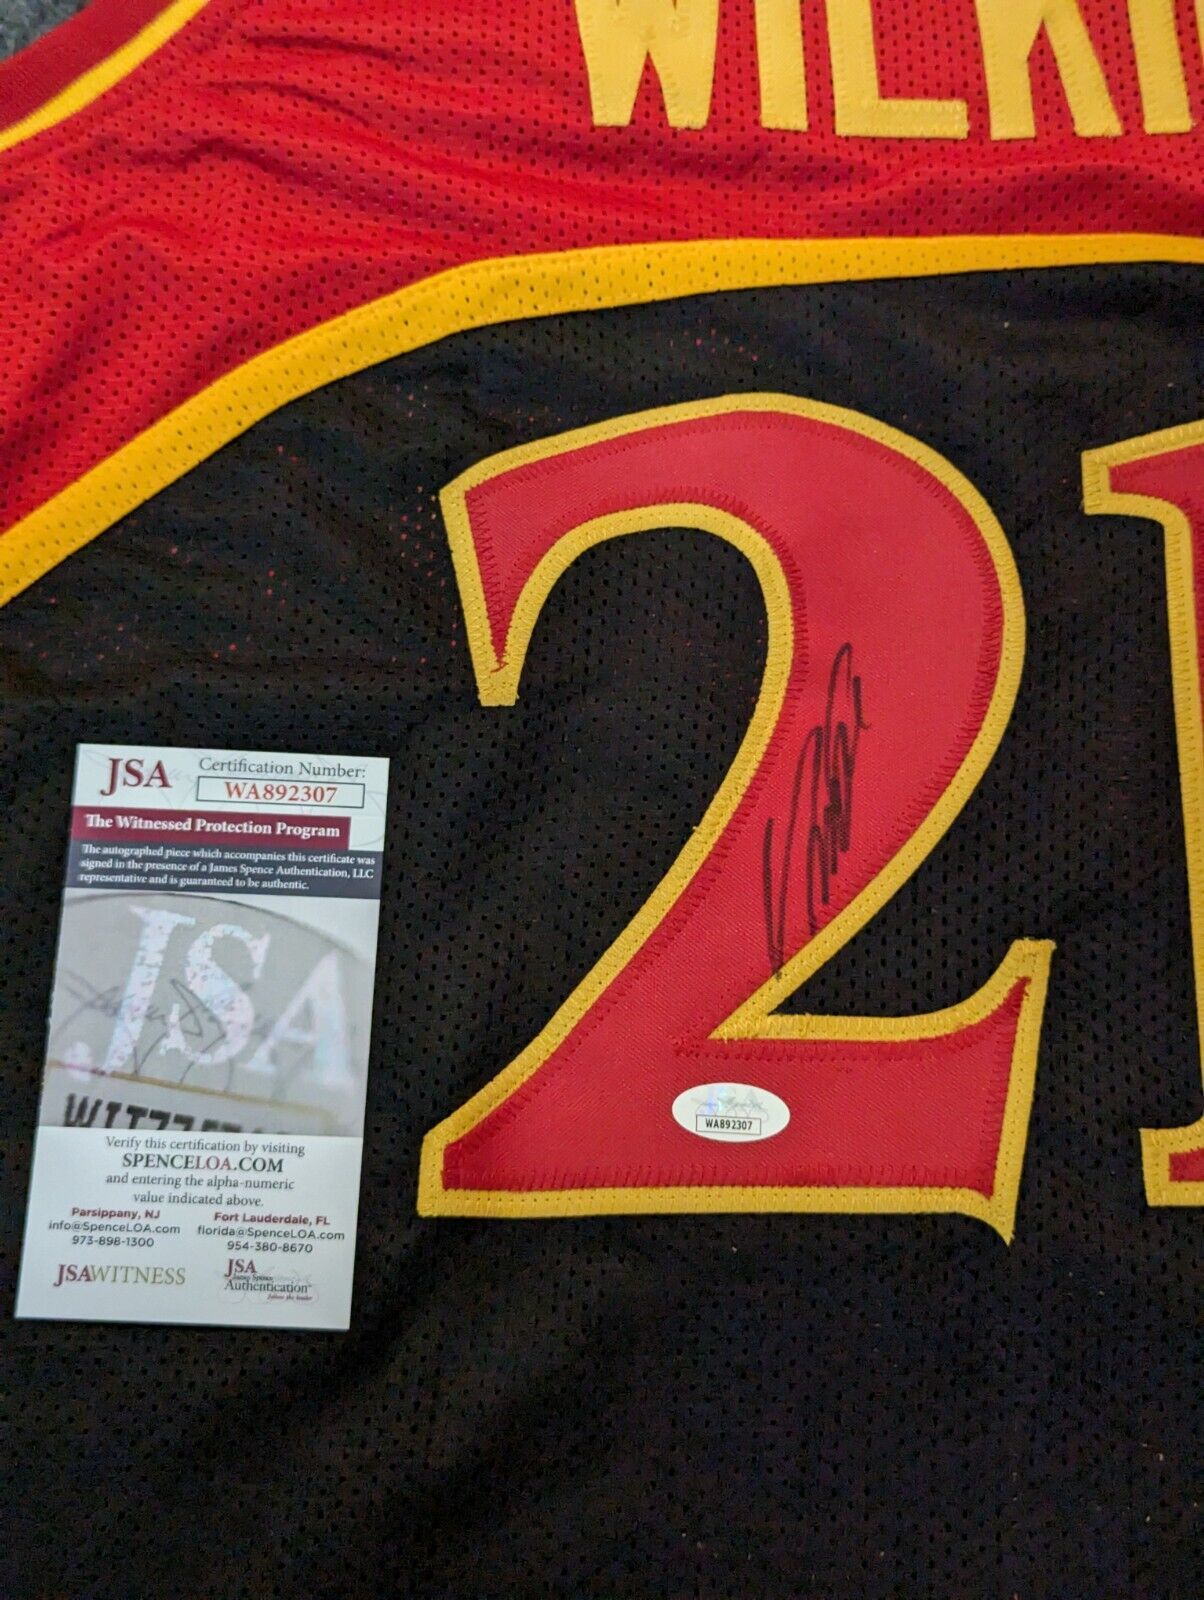 WILKI
21
JSA
Certification Number:
WA892307
The Witnessed Protection Program
The autographed piece which accompanies this certificate was
signed in the presence of a James Spence Authentication, LLC
representative and is guaranteed to be authentic.
JSA
Verify this certification by visiting
SPENCELOA.COM
and entering the alpha-numeric
value indicated above.
Parsippany, NJ
info@SpenceLOA.com
973-898-1300
Fort Lauderdale, FL
florida@SpenceLOA.com
954-380-8670
JSAWITNESS
JSA
James Spence
Authentication
follow the leader
WA892307